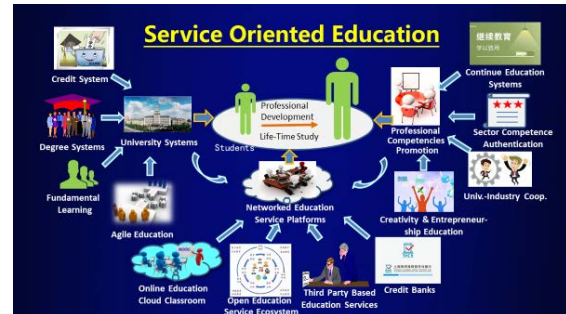 Service Oriented Education
继续教育
Credit System
Continue Education
Systems
Professional
Development
Life-Time Study
Students
Degree Systems
University Systems
Professional
Competencies
Promotion
Sector Competence
Authentication
Fundamental
Learning
Univ.-Industry Coop.
Networked Education
Service Platforms
Creativity & Entrepreneur-
ship Education
Agile Education
Online Education
Cloud Classroom
Open Education
Service Ecosystem
Third Party Based
Education Services
Credit Banks